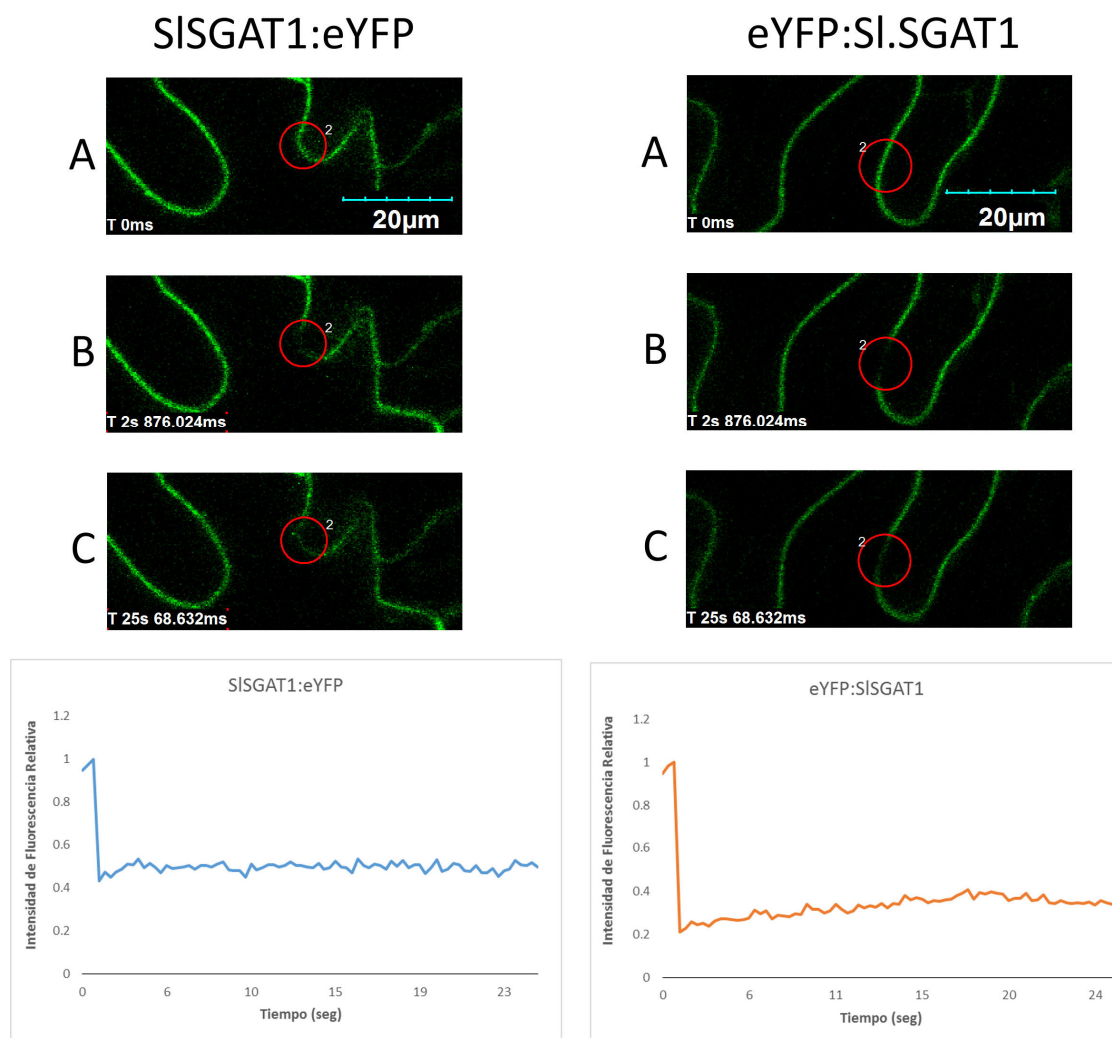 SlSGAT1:eYFP
eYFP:Sl.SGAT1
A
2
20µm
T 0ms
A
2
20µm
T 0ms
B
2
T 2s 876.024ms
B
2
T 2s 876.024ms
C
2
T 25s 68.632ms
C
2
T 25s 68.632ms
SlSGAT1:eYFP
Intensidad de Fluorescencia Relativa
1.2
1
0.8
0.6
0.4
0.2
0
0 6 10 15 19 23
Tiempo (seg)
eYFP:SlSGAT1
Intensidad de Fluorescencia Relativa
1.2
1
0.8
0.6
0.4
0.2
0
0 6 11 15 20 24
Tiempo (seg)